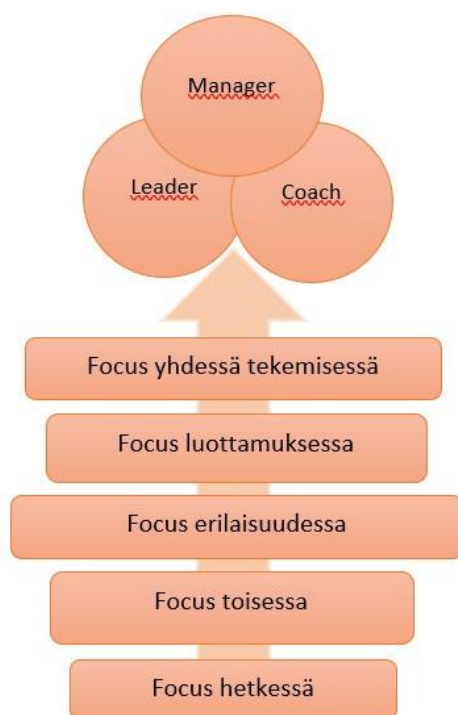 Manager
Leader
Coach
Focus yhdessä tekemisessä
Focus luottamuksessa
Focus erilaisuudessa
Focus toisessa
Focus hetkessä